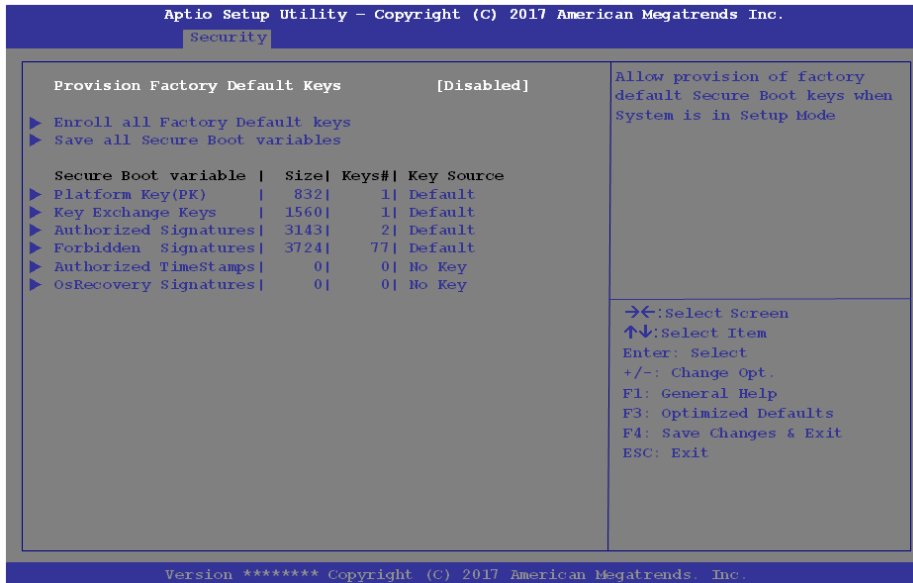 Aptio Setup Utility – Copyright (C) 2017 American Megatrends Inc.
Security
Provision Factory Default Keys [Disabled]
▶ Enroll all Factory Default keys
▶ Save all Secure Boot variables
Secure Boot variable | Size| Keys#| Key Source
▶ Platform Key(PK) | 832| 1| Default
▶ Key Exchange Keys | 1560| 1| Default
▶ Authorized Signatures| 3143| 2| Default
▶ Forbidden Signatures| 3724| 77| Default
▶ Authorized TimeStamps| 0| 0| No Key
▶ OsRecovery Signatures| 0| 0| No Key
Allow provision of factory
default Secure Boot keys when
System is in Setup Mode
→←:Select Screen
↑↓:Select Item
Enter: Select
+/-: Change Opt.
F1: General Help
F3: Optimized Defaults
F4: Save Changes & Exit
ESC: Exit
Version ******** Copyright (C) 2017 American Megatrends. Inc.